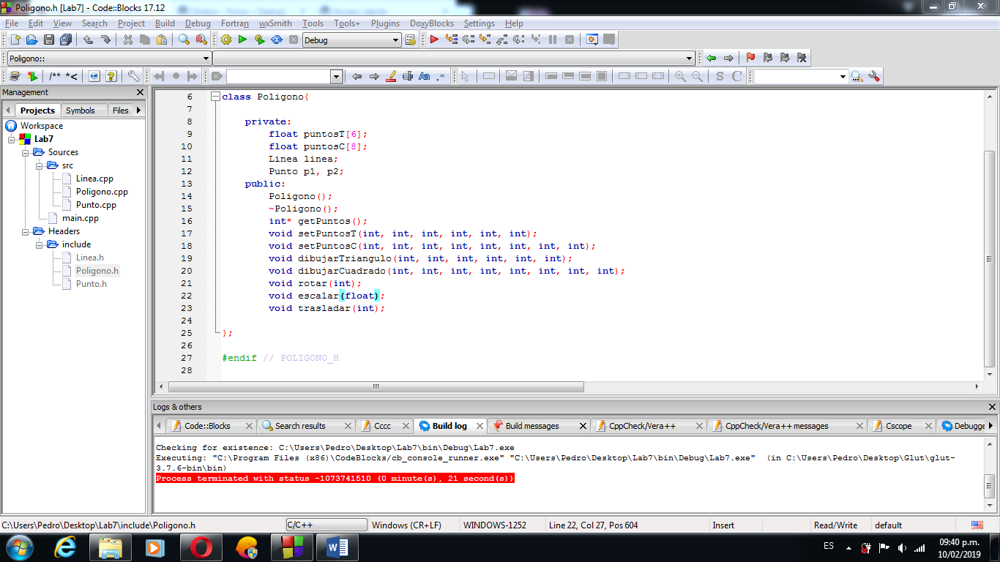 Poligono.h [Lab7] - Code::Blocks 17.12
File Edit View Search Project Build Debug Fortran wxSmith Tools Tools+ Plugins DoxyBlocks Settings Help
Debug
Poligono::
/** *<
Aa .*
S C
Management
Projects Symbols Files
Workspace
Lab7
Sources
src
Linea.cpp
Poligono.cpp
Punto.cpp
main.cpp
Headers
include
Linea.h
Poligono.h
Punto.h
6 class Poligono{
7
8 private:
9 float puntosT[6];
10 float puntosC[8];
11 Linea linea;
12 Punto p1, p2;
13 public:
14 Poligono();
15 ~Poligono();
16 int* getPuntos();
17 void setPuntosT(int, int, int, int, int, int);
18 void setPuntosC(int, int, int, int, int, int, int, int);
19 void dibujarTriangulo(int, int, int, int, int, int);
20 void dibujarCuadrado(int, int, int, int, int, int, int, int);
21 void rotar(int);
22 void escalar(float);
23 void trasladar(int);
24
25 };
26
27 #endif // POLIGONO_H
28
Logs & others
Code::Blocks Search results Cccc Build log Build messages CppCheck/Vera++ CppCheck/Vera++ messages Cscope Debugge
Checking for existence: C:\Users\Pedro\Desktop\Lab7\bin\Debug\Lab7.exe
Executing: "C:\Program Files (x86)\CodeBlocks/cb_console_runner.exe" "C:\Users\Pedro\Desktop\Lab7\bin\Debug\Lab7.exe" (in C:\Users\Pedro\Desktop\Glut\glut-
3.7.6-bin\bin)
Process terminated with status -1073741510 (0 minute(s), 21 second(s))
C:\Users\Pedro\Desktop\Lab7\include\Poligono.h C/C++ Windows (CR+LF) WINDOWS-1252 Line 22, Col 27, Pos 604 Insert Read/Write default
ES 09:40 p.m.
10/02/2019